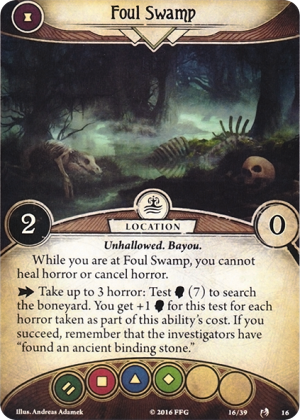 Foul Swamp
2
LOCATION
0
Unhallowed. Bayou.
While you are at Foul Swamp, you cannot
heal horror or cancel horror.
Take up to 3 horror: Test (7) to search
the boneyard. You get +1 for this test for each
horror taken as part of this ability's cost. If you
succeed, remember that the investigators have
"found an ancient binding stone."
Illus. Andreas Adamek
© 2016 FFG
16/39
16